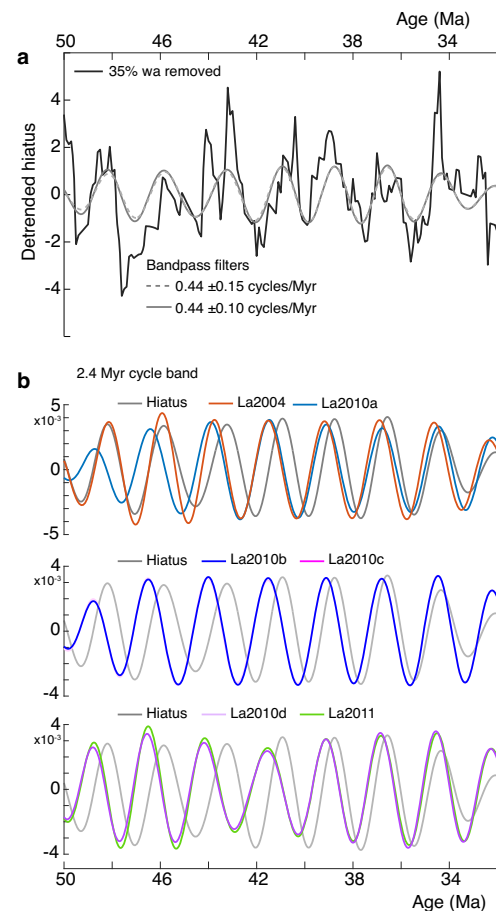 Age (Ma)
50 46 42 38 34
a
35% wa removed
4
2
0
-2
-4
Detrended hiatus
Bandpass filters
0.44 ±0.15 cycles/Myr
0.44 ±0.10 cycles/Myr
b
2.4 Myr cycle band
5
x10-3
0
-5
Hiatus La2004 La2010a
4
x10-3
0
-4
Hiatus La2010b La2010c
4
x10-3
0
-4
Hiatus La2010d La2011
50 46 42 38 34
Age (Ma)